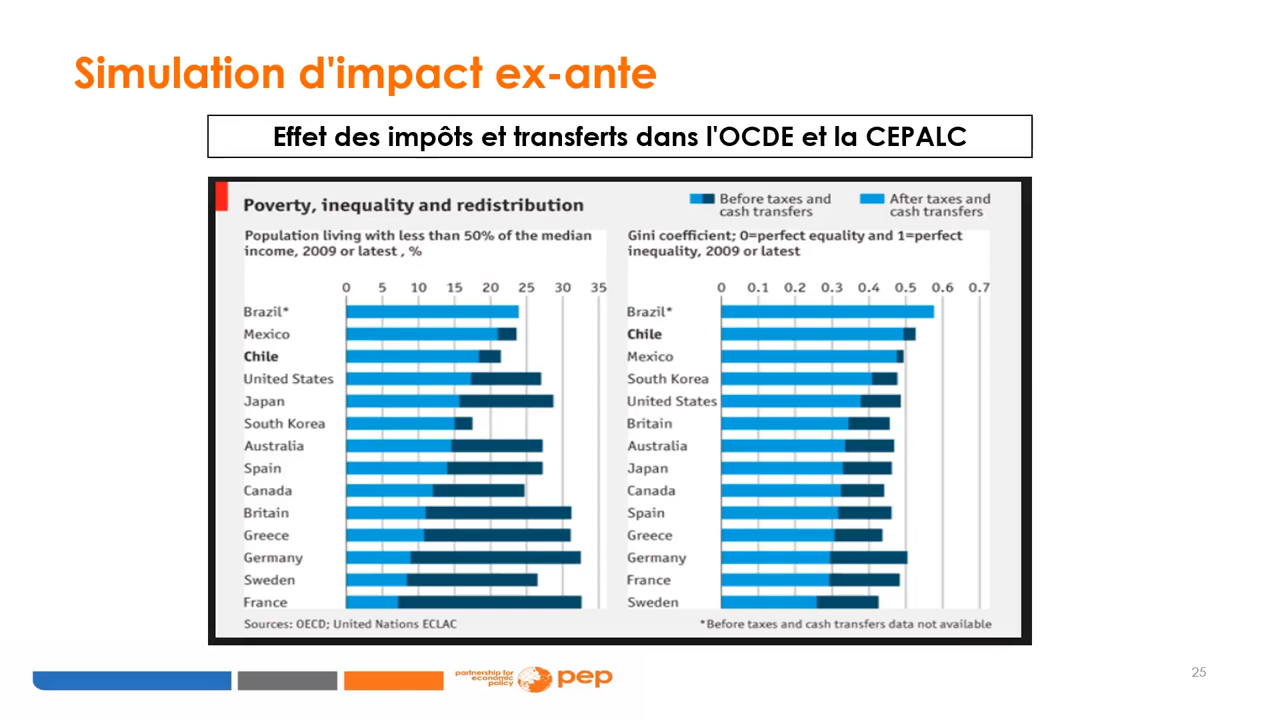 Simulation d'impact ex-ante
Effet des impôts et transferts dans l'OCDE et la CEPALC
Poverty, inequality and redistribution
Before taxes and
cash transfers
After taxes and
cash transfers
Population living with less than 50% of the median
income, 2009 or latest , %
0 5 10 15 20 25 30 35
Brazil*
Mexico
Chile
United States
Japan
South Korea
Australia
Spain
Canada
Britain
Greece
Germany
Sweden
France
Sources: OECD; United Nations ECLAC
Gini coefficient; 0=perfect equality and 1=perfect
inequality, 2009 or latest
0 0.1 0.2 0.3 0.4 0.5 0.6 0.7
Brazil*
Chile
Mexico
South Korea
United States
Britain
Australia
Japan
Canada
Spain
Greece
Germany
France
Sweden
*Before taxes and cash transfers data not available
partnership for
economic
policy
pep
25